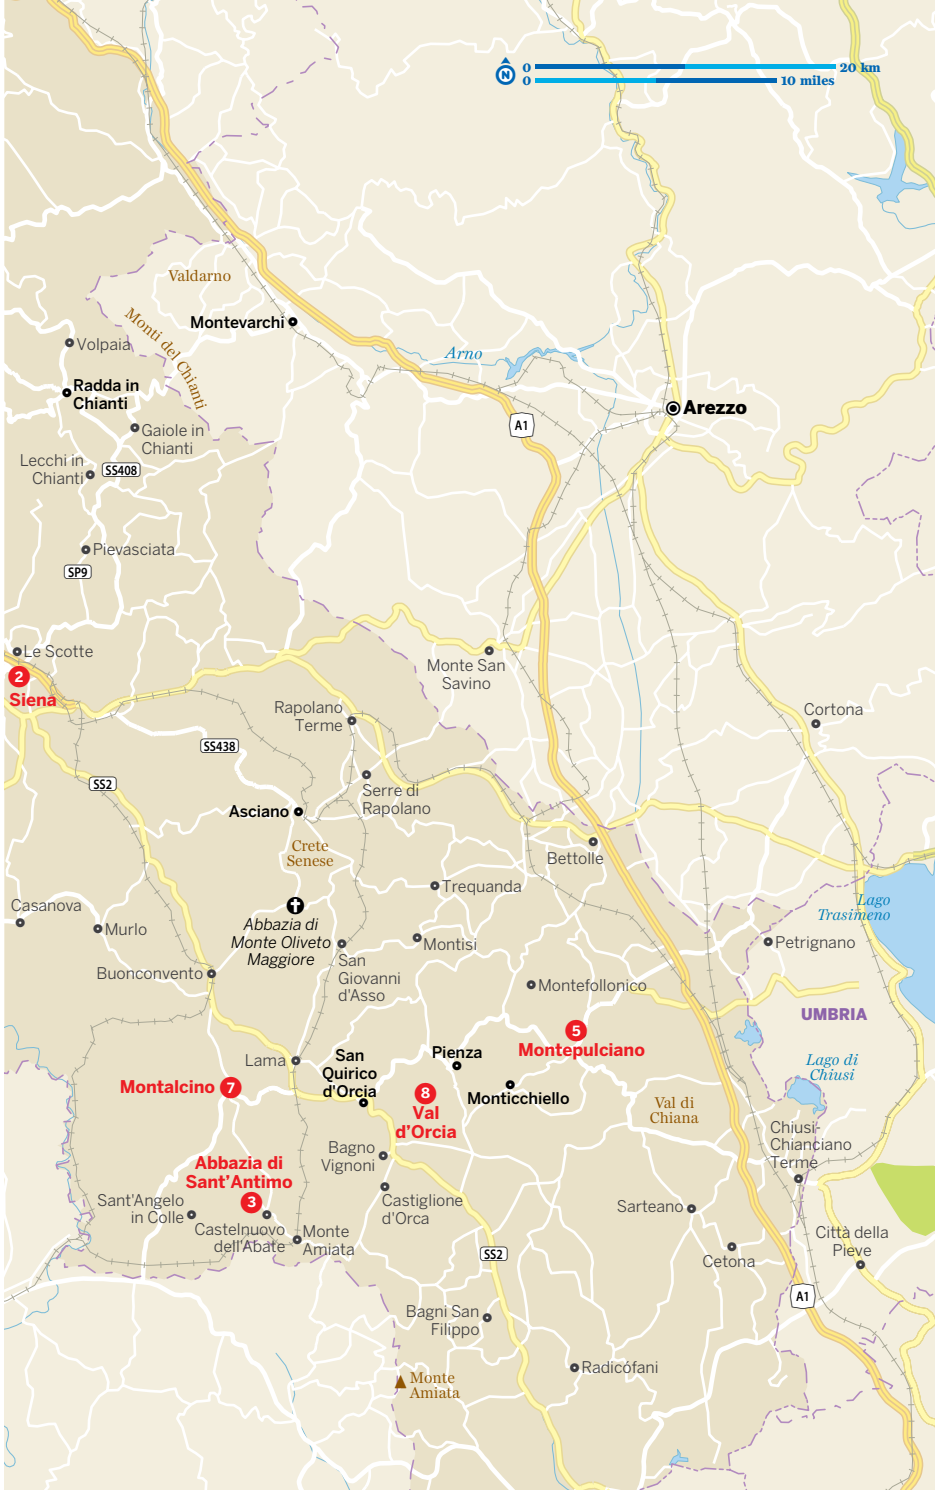 0
20 km
N
0
10 miles
Valdarno
Montevarchi
Monti del Chianti
Volpaia
Arno
Radda in
Chianti
Arezzo
A1
Gaiole in
Chianti
Lecchi in
Chianti
SS408
Pievasciata
SP9
Le Scotte
2
Siena
Monte San
Savino
Rapolano
Terme
Cortona
SS438
SS2
Serre di
Rapolano
Asciano
Crete
Senese
Bettolle
Trequanda
Lago
Trasimeno
Casanova
Murlo
Abbazia di
Monte Oliveto
Maggiore
Montisi
Petrignano
San
Giovanni
d'Asso
Buonconvento
Montefollonico
UMBRIA
5
Montepulciano
Lama
San
Quirico
d'Orcia
Pienza
Lago di
Chiusi
Montalcino 7
8
Val
d'Orcia
Monticchiello
Val di
Chiana
Chiusi-
Chianciano
Terme
Bagno
Vignoni
Abbazia di
Sant'Antimo
3
Sant'Angelo
in Colle
Castelnuovo
dell'Abate
Castiglione
d'Orca
Sarteano
Monte
Amiata
Città della
Pieve
SS2
Cetona
A1
Bagni San
Filippo
Radicófani
Monte
Amiata